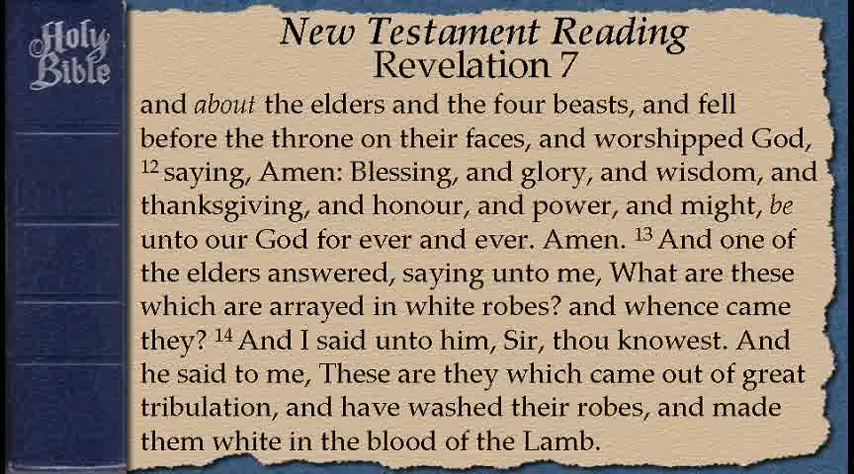 Holy
Bible
New Testament Reading
Revelation 7
and about the elders and the four beasts, and fell
before the throne on their faces, and worshipped God,
12 saying, Amen: Blessing, and glory, and wisdom, and
thanksgiving, and honour, and power, and might, be
unto our God for ever and ever. Amen. 13 And one of
the elders answered, saying unto me, What are these
which are arrayed in white robes? and whence came
they? 14 And I said unto him, Sir, thou knowest. And
he said to me, These are they which came out of great
tribulation, and have washed their robes, and made
them white in the blood of the Lamb.